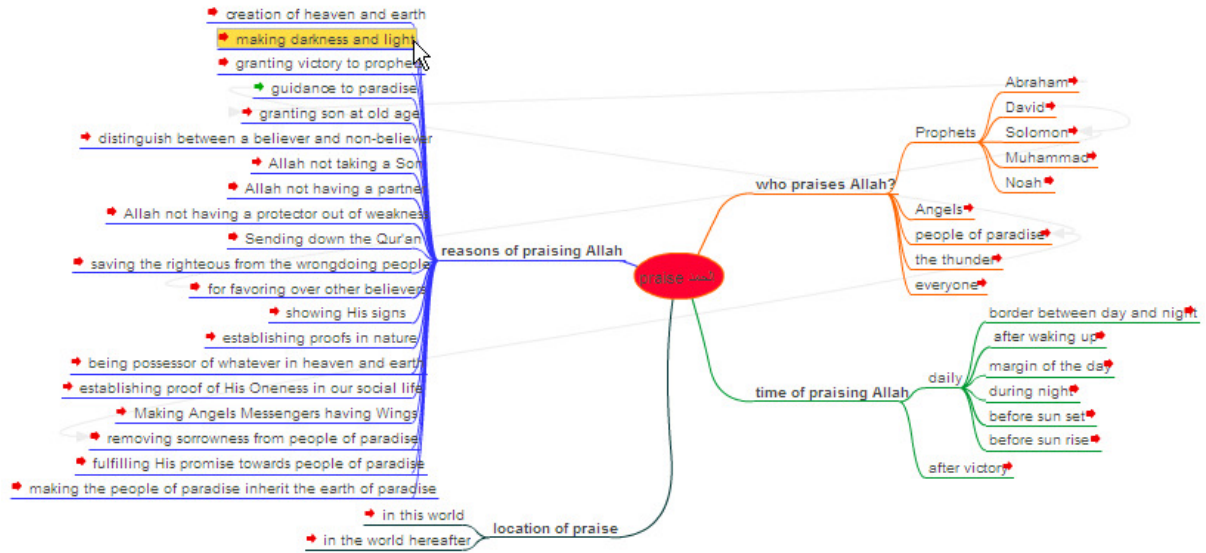 creation of heaven and earth
making darkness and light
granting victory to prophets
guidance to paradise
granting son at old age
distinguish between a believer and non-believer
Allah not taking a Son
Allah not having a partner
Allah not having a protector out of weakness
Sending down the Qur'an
saving the righteous from the wrongdoing people
for favoring over other believers
showing His signs
establishing proofs in nature
being possessor of whatever in heaven and earth
establishing proof of His Oneness in our social life
Making Angels Messengers having Wings
removing sorrowness from people of paradise
fulfilling His promise towards people of paradise
making the people of paradise inherit the earth of paradise
reasons of praising Allah
in this world
in the world hereafter
location of praise
praise الحمد
who praises Allah?
Prophets
Abraham
David
Solomon
Muhammad
Noah
Angels
people of paradise
the thunder
everyone
time of praising Allah
daily
border between day and night
after waking up
margin of the day
during night
before sun set
before sun rise
after victory